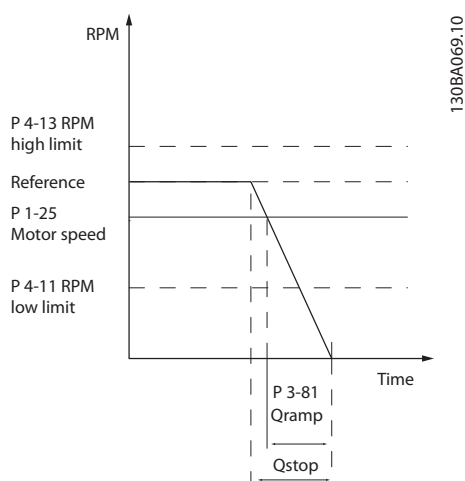 RPM
130BA069.10
P 4-13 RPM
high limit
Reference
P 1-25
Motor speed
P 4-11 RPM
low limit
Time
P 3-81
Qramp
Qstop